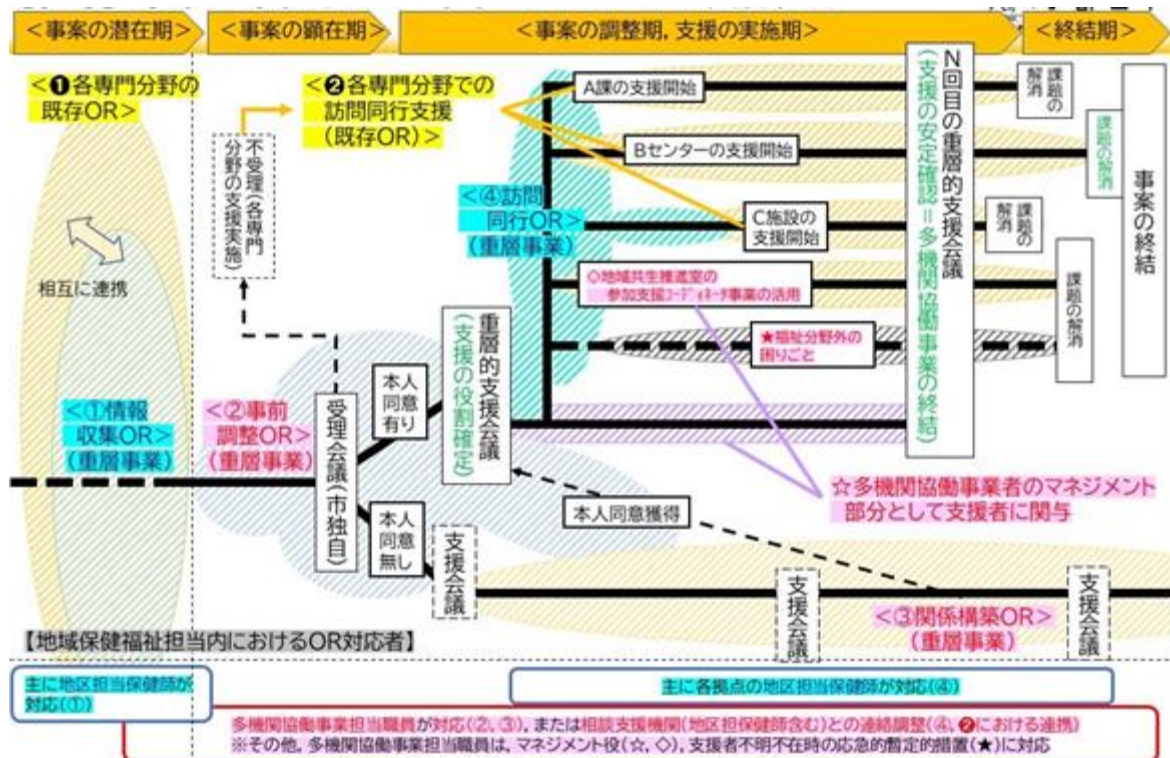 <事案の潜在期>
<事案の顕在期>
<事案の調整期,支援の実施期>
<終結期>
<❶各専門分野の
既存OR>
<❷各専門分野での
訪問同行支援
(既存OR)>
不受理(各専門
分野の支援実施)
相互に連携
<①情報
収集OR>
(重層事業)
<②事前
調整OR>
(重層事業)
受理会議(市独自)
本人
同意
有り
本人
同意
無し
重層的支援会議
(支援の役割確定)
支援会議
<④訪問
同行OR>
(重層事業)
A課の支援開始
Bセンターの支援開始
C施設の
支援開始
◇地域共生推進室の
参加支援コーディネータ事業の活用
★福祉分野外の
困りごと
N回目の重層的支援会議
(支援の安定確認=多機関協働事業の終結)
課題の
解消
課題の解消
課題の
解消
課題の解消
事案の終結
☆多機関協働事業者のマネジメント
部分として支援者に関与
本人同意獲得
支援会議
<③関係構築OR>
(重層事業)
支援会議
【地域保健福祉担当内におけるOR対応者】
主に地区担当保健師が
対応(①)
主に各拠点の地区担当保健師が対応(④)
多機関協働事業担当職員が対応(②,③),または相談支援機関(地区担保健師含む)との連絡調整(④,❷における連携)
※その他,多機関協働事業担当職員は,マネジメント役(☆,◇),支援者不明不在時の応急的暫定的措置(★)に対応